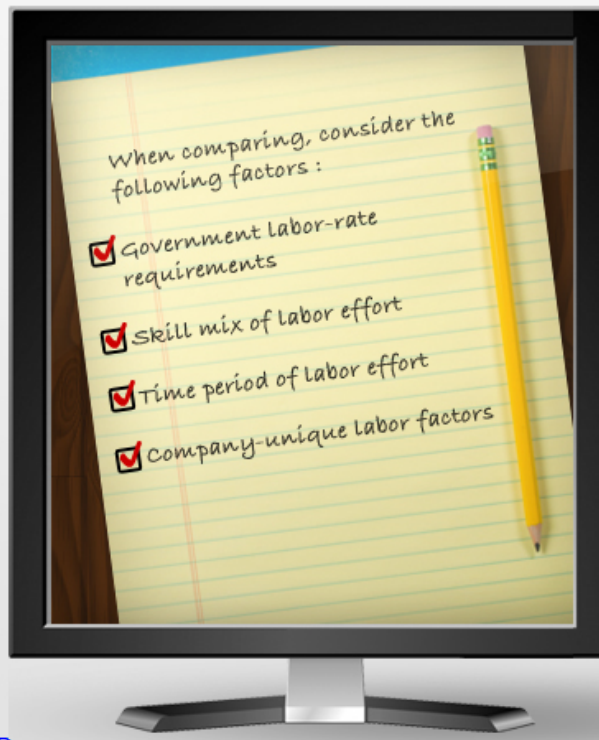 When comparing, consider the
following factors :
Government labor-rate
requirements
Skill mix of labor effort
Time period of labor effort
Company-unique labor factors